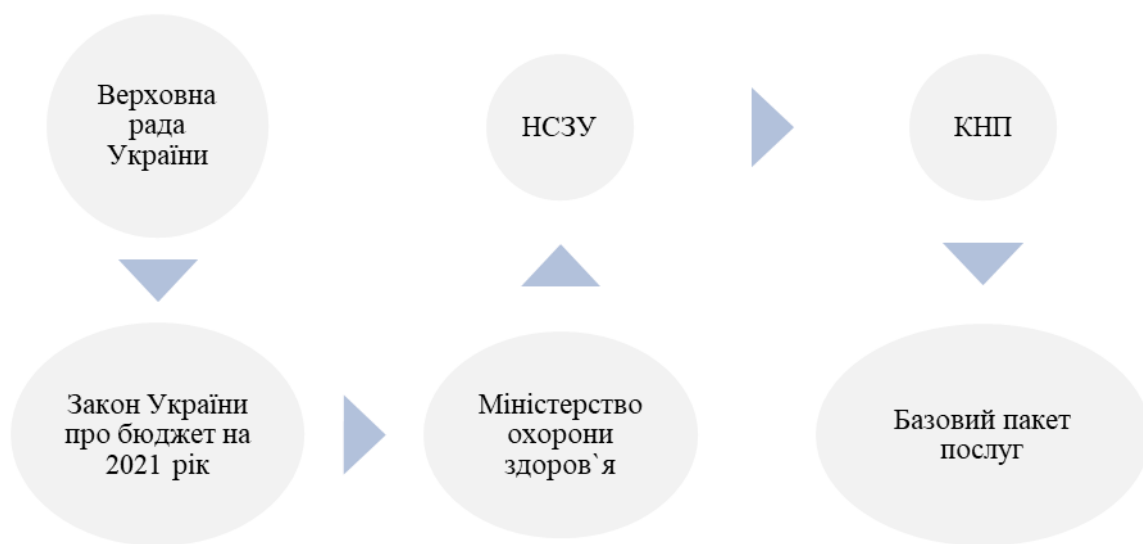 Верховна
рада
України
НСЗУ
КНП
Закон України
про бюджет на
2021 рік
Міністерство
охорони
здоров`я
Базовий пакет
послуг